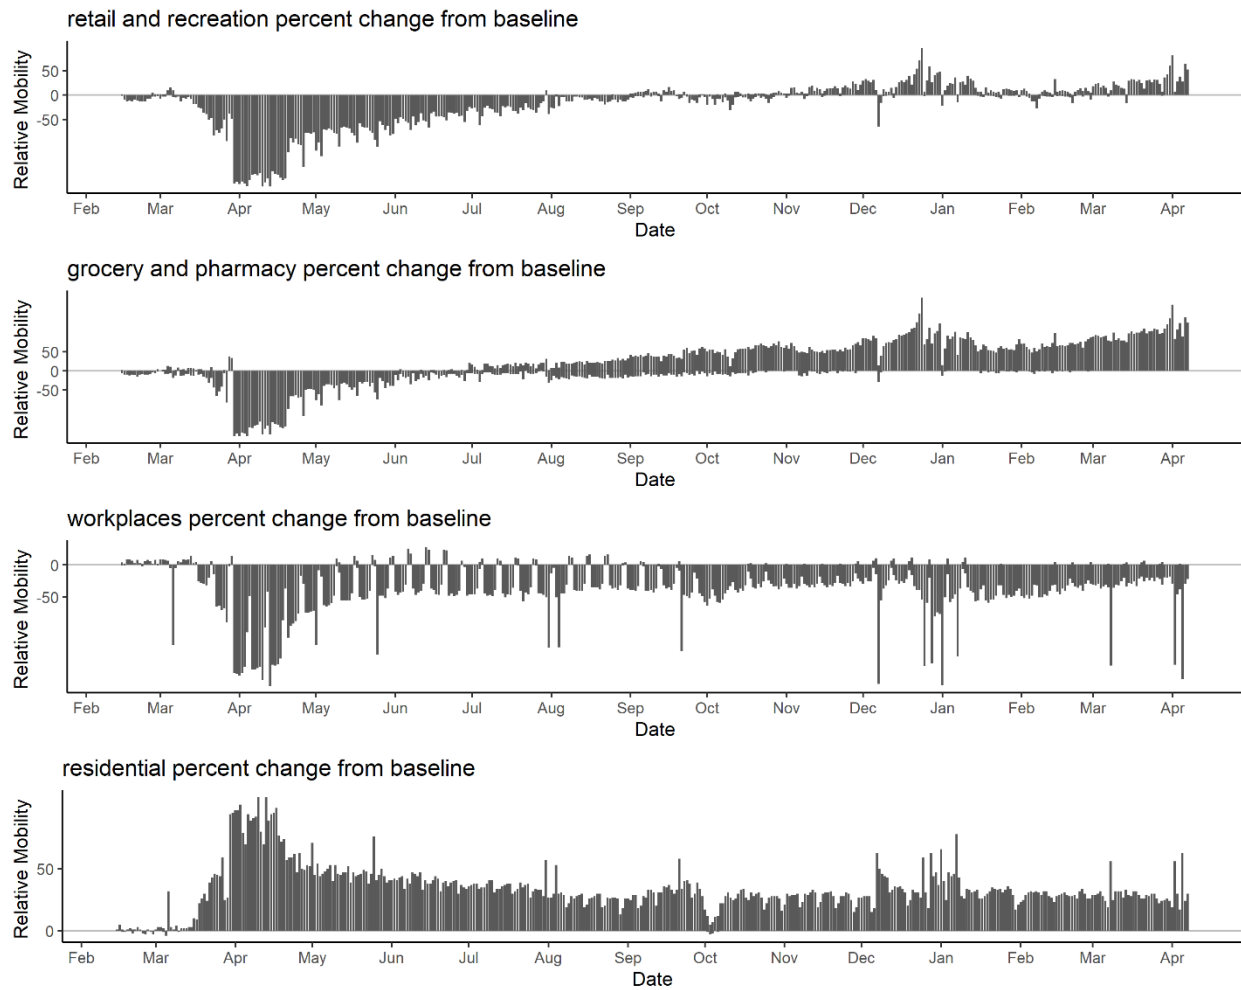 retail and recreation percent change from baseline
Relative Mobility
50
0
-50
Feb Mar Apr May Jun Jul Aug Sep Oct Nov Dec Jan Feb Mar Apr
Date
grocery and pharmacy percent change from baseline
Relative Mobility
50
0
-50
Feb Mar Apr May Jun Jul Aug Sep Oct Nov Dec Jan Feb Mar Apr
Date
workplaces percent change from baseline
Relative Mobility
0
-50
Feb Mar Apr May Jun Jul Aug Sep Oct Nov Dec Jan Feb Mar Apr
Date
residential percent change from baseline
Relative Mobility
50
0
Feb Mar Apr May Jun Jul Aug Sep Oct Nov Dec Jan Feb Mar Apr
Date